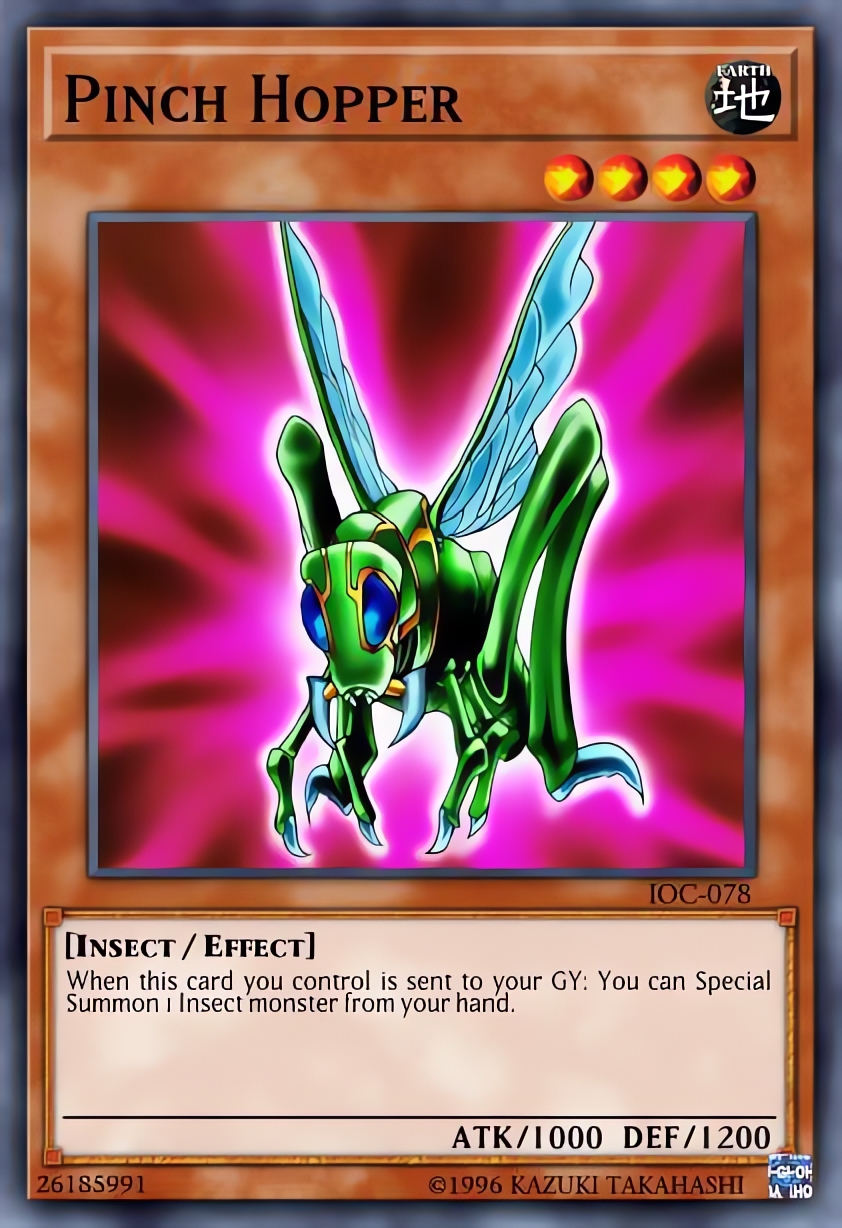 PINCH HOPPER
EARTH
地
IOC-078
[INSECT / EFFECT]
When this card you control is sent to your GY: You can Special
Summon 1 Insect monster from your hand.
ATK/1000 DEF/1200
26185991
©1996 KAZUKI TAKAHASHI